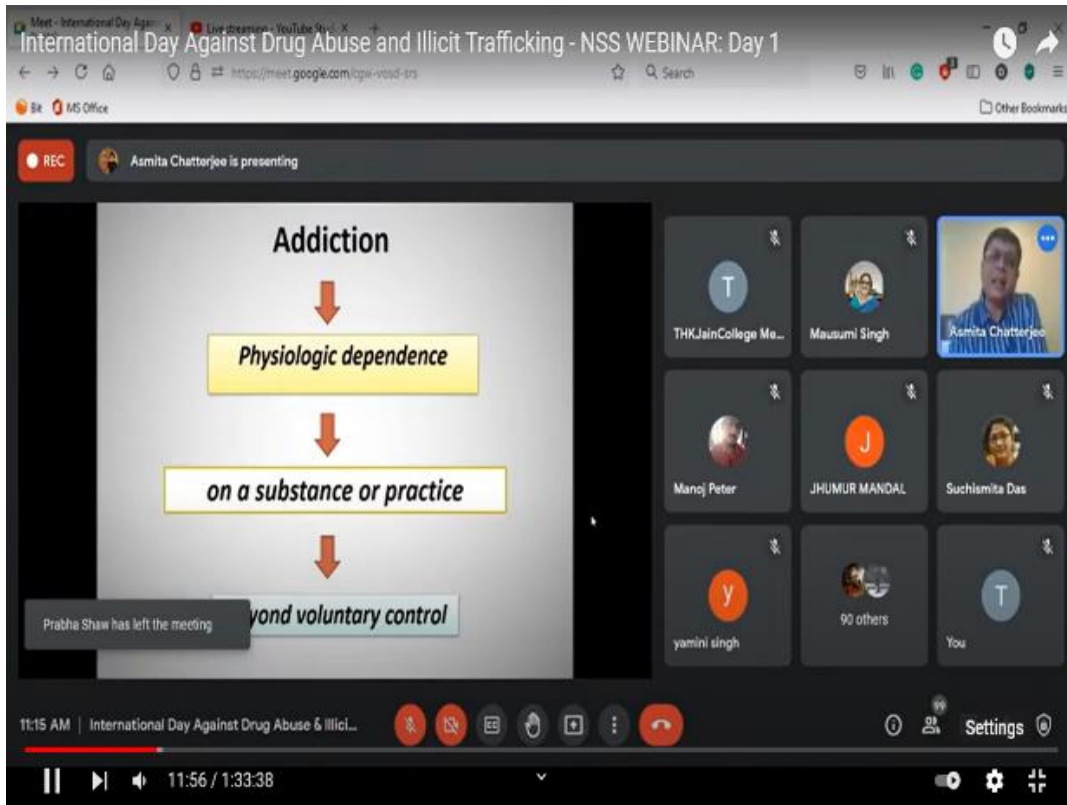 Meet - International Day Again
Live streaming - YouTube Stud
International Day Against Drug Abuse and Illicit Trafficking - NSS WEBINAR: Day 1
https://meet.google.com/
Search
Bit
MS Office
Other Bookmarks
REC
Asmita Chatterjee is presenting
Addiction
Physiologic dependence
on a substance or practice
yond voluntary control
Prabha Shaw has left the meeting
T
THKJainCollege Me...
Mausumi Singh
Asmita Chatterjee
Manoj Peter
J
JHUMUR MANDAL
Suchismita Das
y
yamini singh
90 others
T
You
11:15 AM | International Day Against Drug Abuse & Illici...
99
Settings
11:56 / 1:33:38